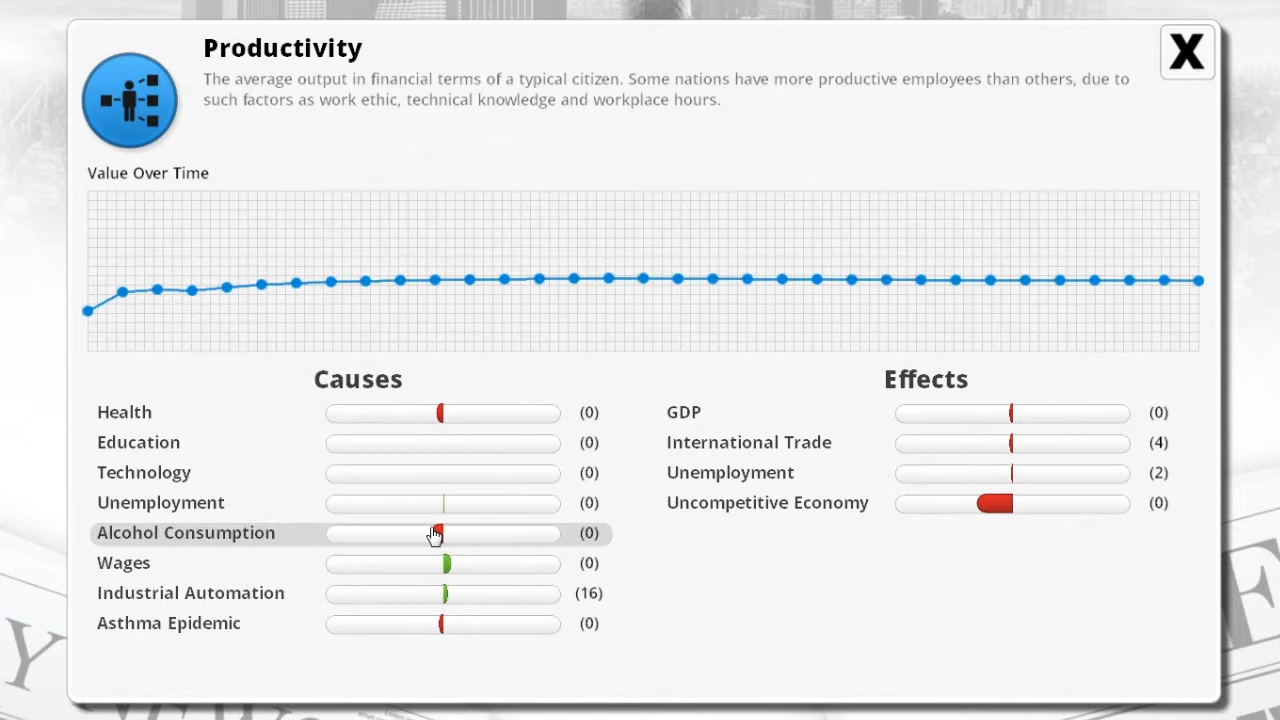 Productivity
X
The average output in financial terms of a typical citizen. Some nations have more productive employees than others, due to
such factors as work ethic, technical knowledge and workplace hours.
Value Over Time
Causes
Effects
Health (0)
GDP (0)
Education (0)
International Trade (4)
Technology (0)
Unemployment (2)
Unemployment (0)
Uncompetitive Economy (0)
Alcohol Consumption (0)
Wages (0)
Industrial Automation (16)
Asthma Epidemic (0)